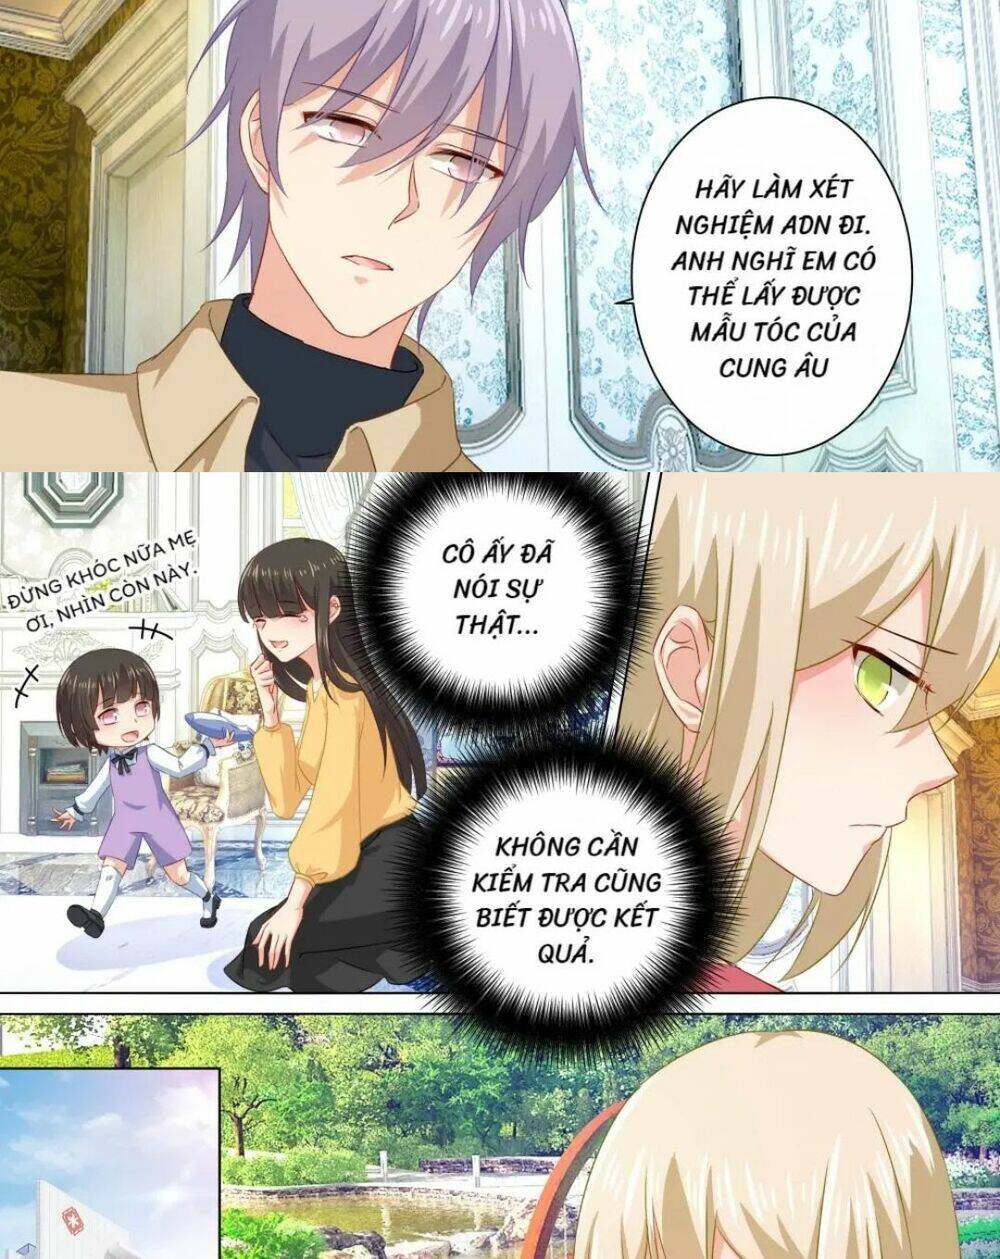 HÃY LÀM XÉT
NGHIỆM ADN ĐI.
ANH NGHĨ EM CÓ
THỂ LẤY ĐƯỢC
MẪU TÓC CỦA
CUNG ÂU
ĐỪNG KHÓC NỮA MẸ
ƠI, NHÌN CÒN NÀY.
CÔ ẤY ĐÃ
NÓI SỰ
THẬT...
KHÔNG CẦN
KIỂM TRA CŨNG
BIẾT ĐƯỢC KẾT
QUẢ.